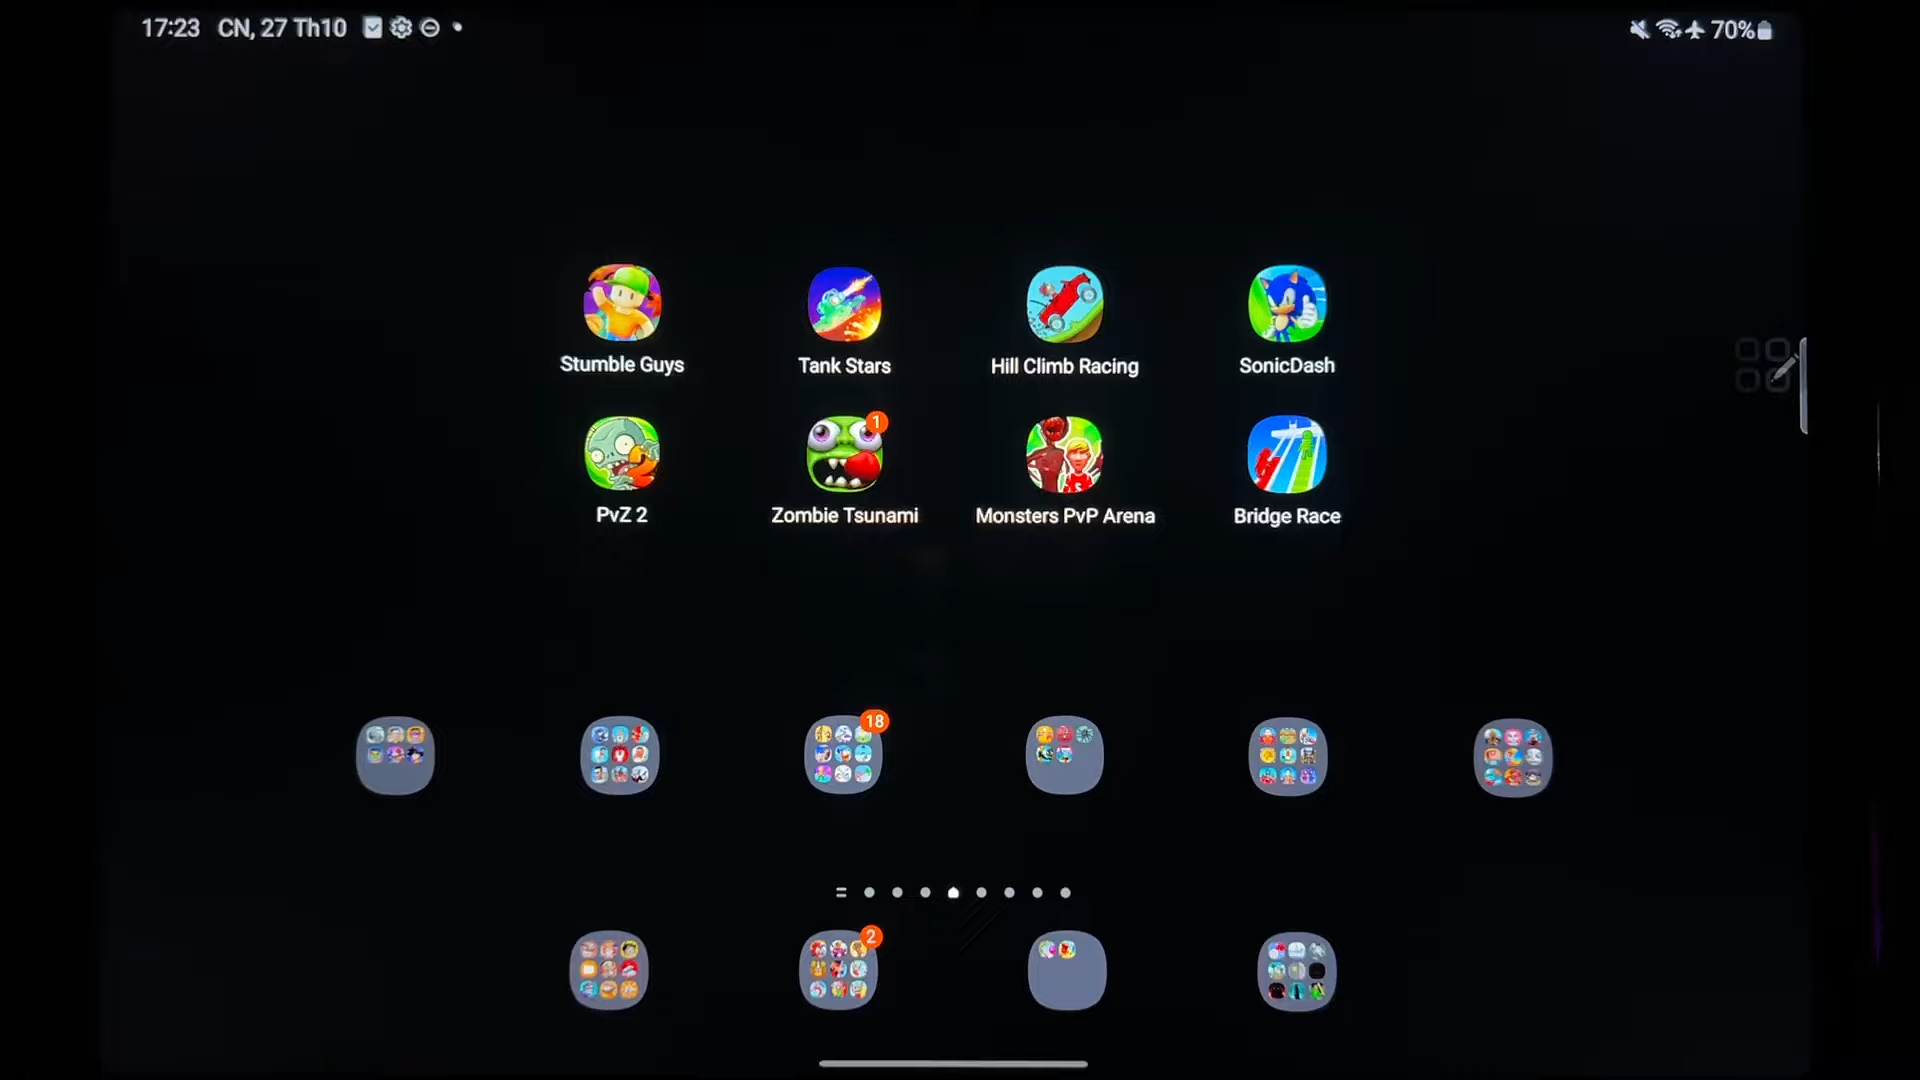 17:23 CN, 27 Th10
70%
Stumble Guys
Tank Stars
Hill Climb Racing
SonicDash
1
PvZ 2
Zombie Tsunami
Monsters PvP Arena
Bridge Race
18
2